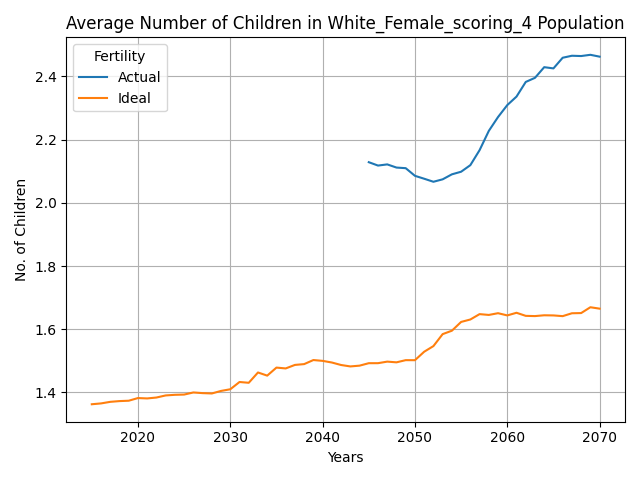 Average Number of Children in White_Female_scoring_4 Population
Fertility
Actual
Ideal
No. of Children
2.4
2.2
2.0
1.8
1.6
1.4
2020 2030 2040 2050 2060 2070
Years